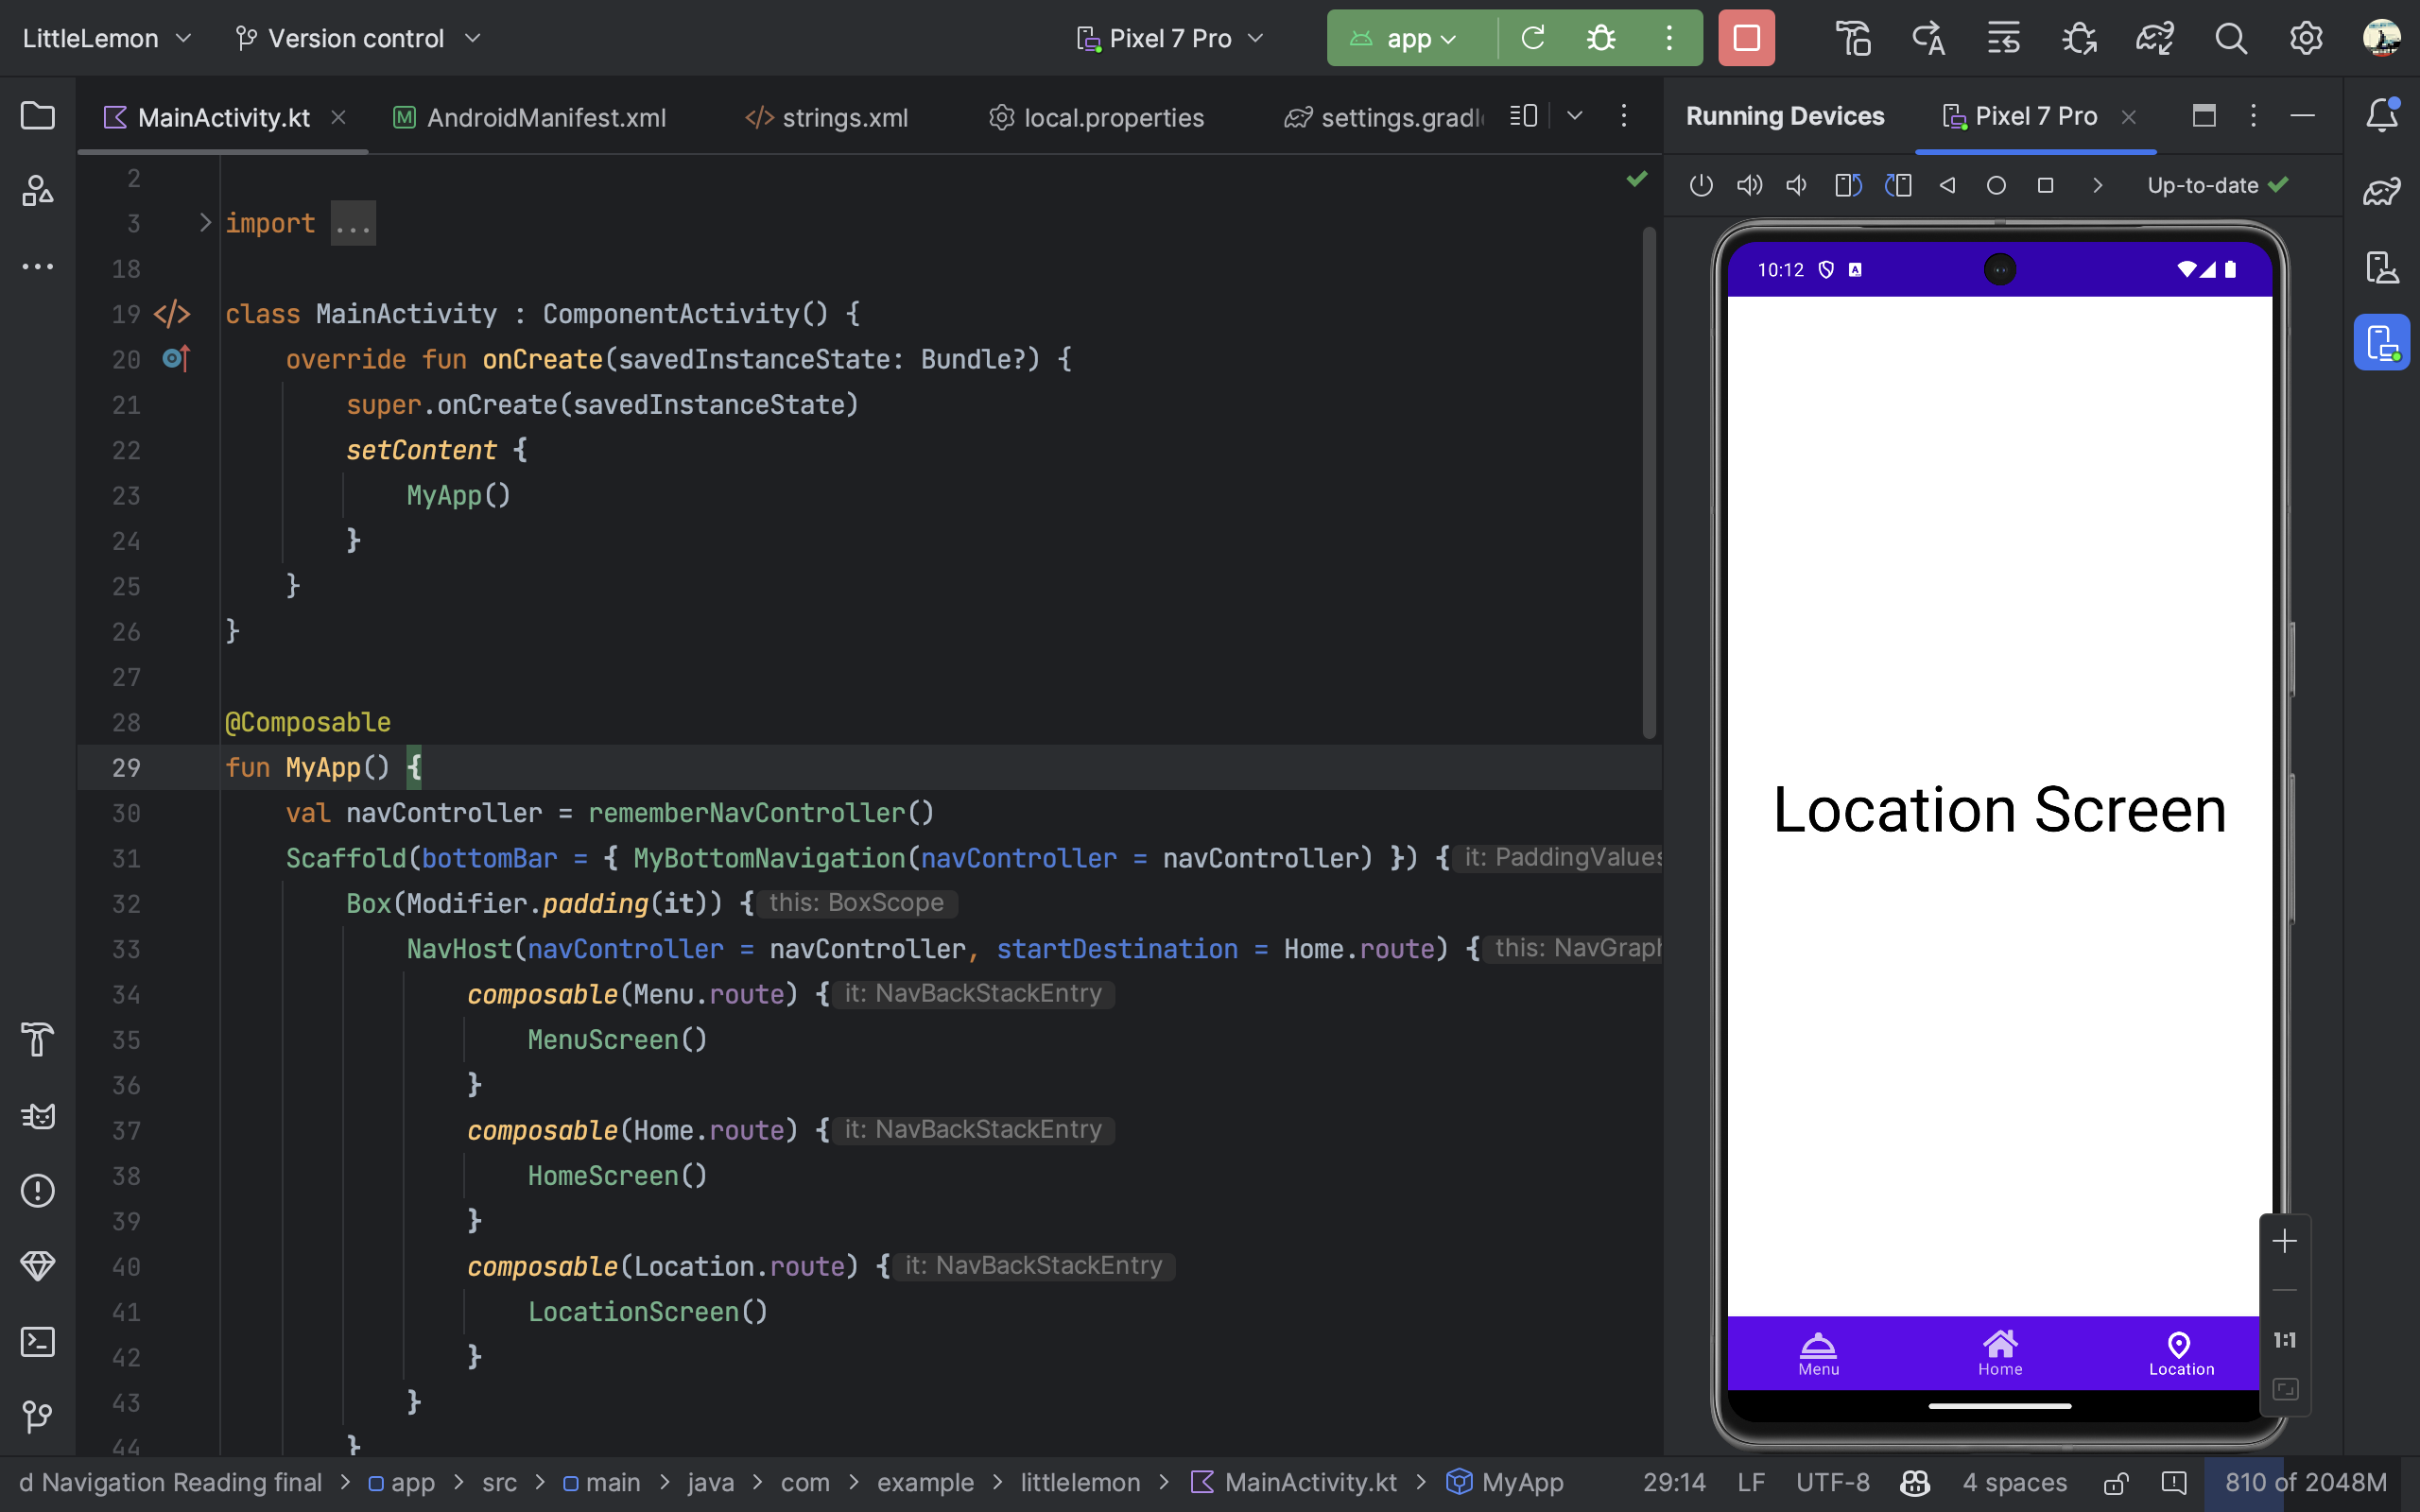 LittleLemon
Version control
Pixel 7 Pro
app
MainActivity.kt
AndroidManifest.xml
strings.xml
local.properties
settings.gradl
Running Devices
Pixel 7 Pro
Up-to-date
2
3 import ...
18
19 class MainActivity : ComponentActivity() {
20 override fun onCreate(savedInstanceState: Bundle?) {
21 super.onCreate(savedInstanceState)
22 setContent {
23 MyApp()
24 }
25 }
26 }
27
28 @Composable
29 fun MyApp() {
30 val navController = rememberNavController()
31 Scaffold(bottomBar = { MyBottomNavigation(navController = navController) }) { it: PaddingValues
32 Box(Modifier.padding(it)) { this: BoxScope
33 NavHost(navController = navController, startDestination = Home.route) { this: NavGraph
34 composable(Menu.route) { it: NavBackStackEntry
35 MenuScreen()
36 }
37 composable(Home.route) { it: NavBackStackEntry
38 HomeScreen()
39 }
40 composable(Location.route) { it: NavBackStackEntry
41 LocationScreen()
42 }
43 }
44 }
10:12
Location Screen
Menu
Home
Location
1:1
d Navigation Reading final > app > src > main > java > com > example > littlelemon > MainActivity.kt > MyApp
29:14
LF
UTF-8
4 spaces
810 of 2048M